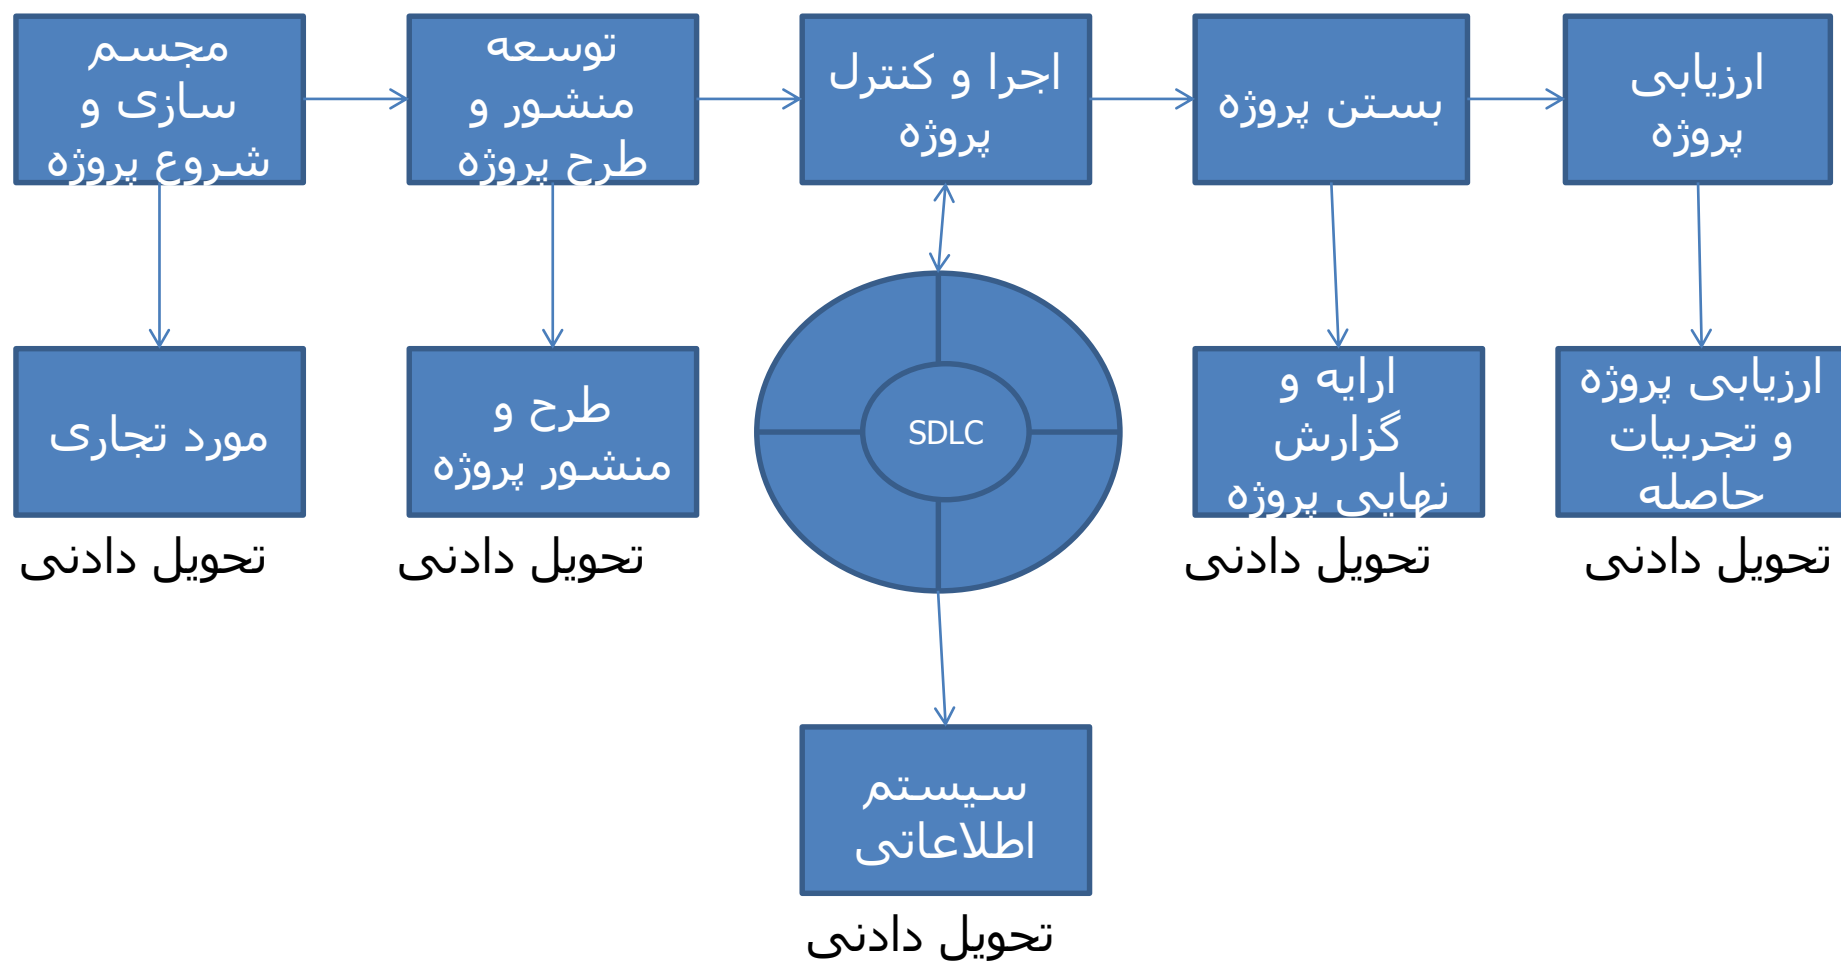 مجسم
سازی و
شروع پروژه
توسعه
منشور و
طرح پروژه
اجرا و کنترل
پروژه
بستن پروژه
ارزیابی
پروژه
مورد تجاری
تحویل دادنی
طرح و
منشور پروژه
تحویل دادنی
SDLC
ارایه و
گزارش
نهایی پروژه
تحویل دادنی
ارزیابی پروژه
و تجربیات
حاصله
تحویل دادنی
سیستم
اطلاعاتی
تحویل دادنی